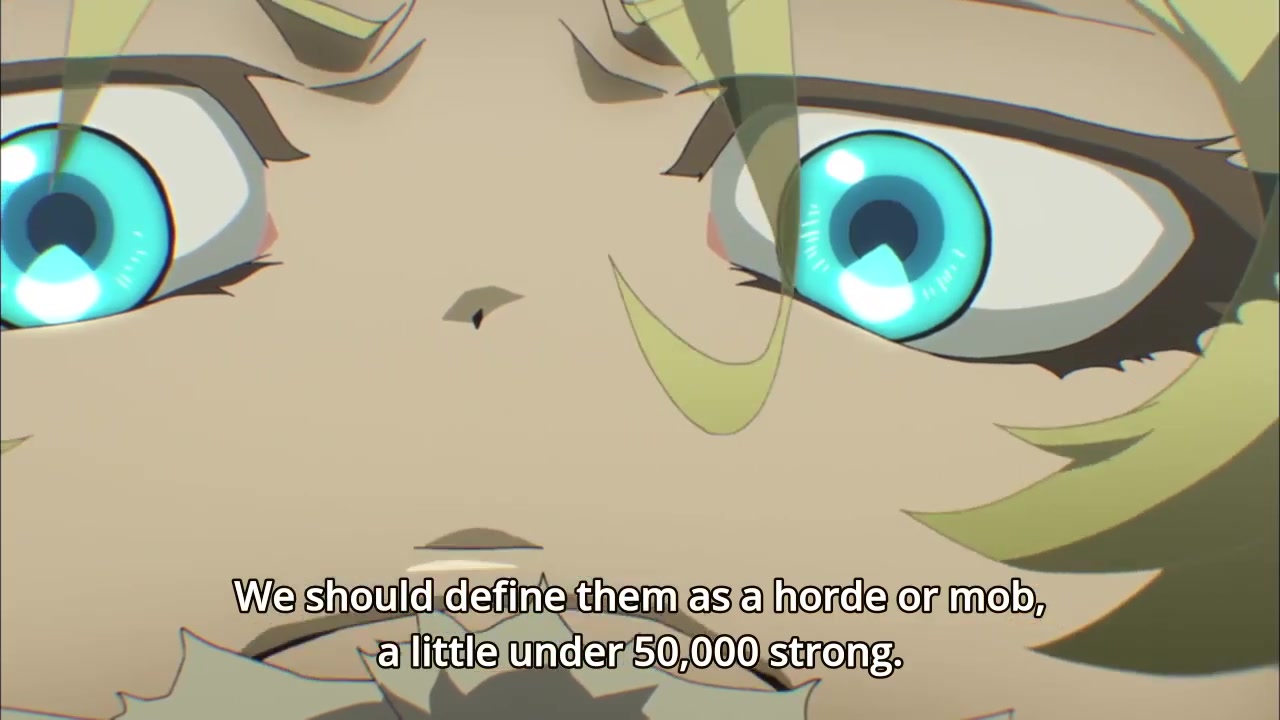 We should define them as a horde or mob,
a little under 50,000 strong.